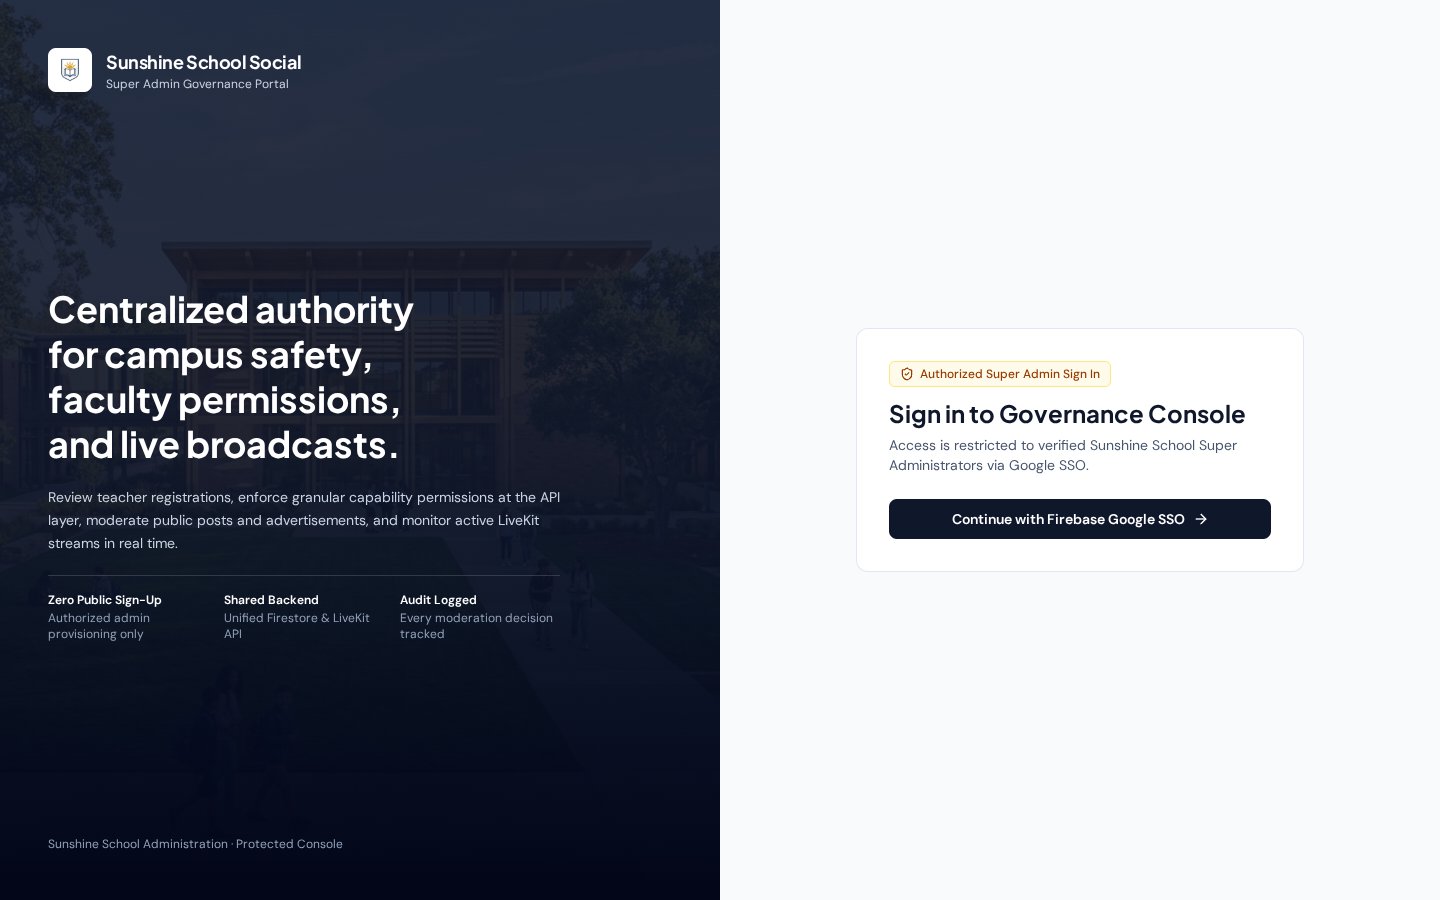 Sunshine School Social
Super Admin Governance Portal
Centralized authority
for campus safety,
faculty permissions,
and live broadcasts.
Review teacher registrations, enforce granular capability permissions at the API
layer, moderate public posts and advertisements, and monitor active LiveKit
streams in real time.
Zero Public Sign-Up
Authorized admin
provisioning only
Shared Backend
Unified Firestore & LiveKit
API
Audit Logged
Every moderation decision
tracked
Sunshine School Administration · Protected Console
Authorized Super Admin Sign In
Sign in to Governance Console
Access is restricted to verified Sunshine School Super
Administrators via Google SSO.
Continue with Firebase Google SSO →